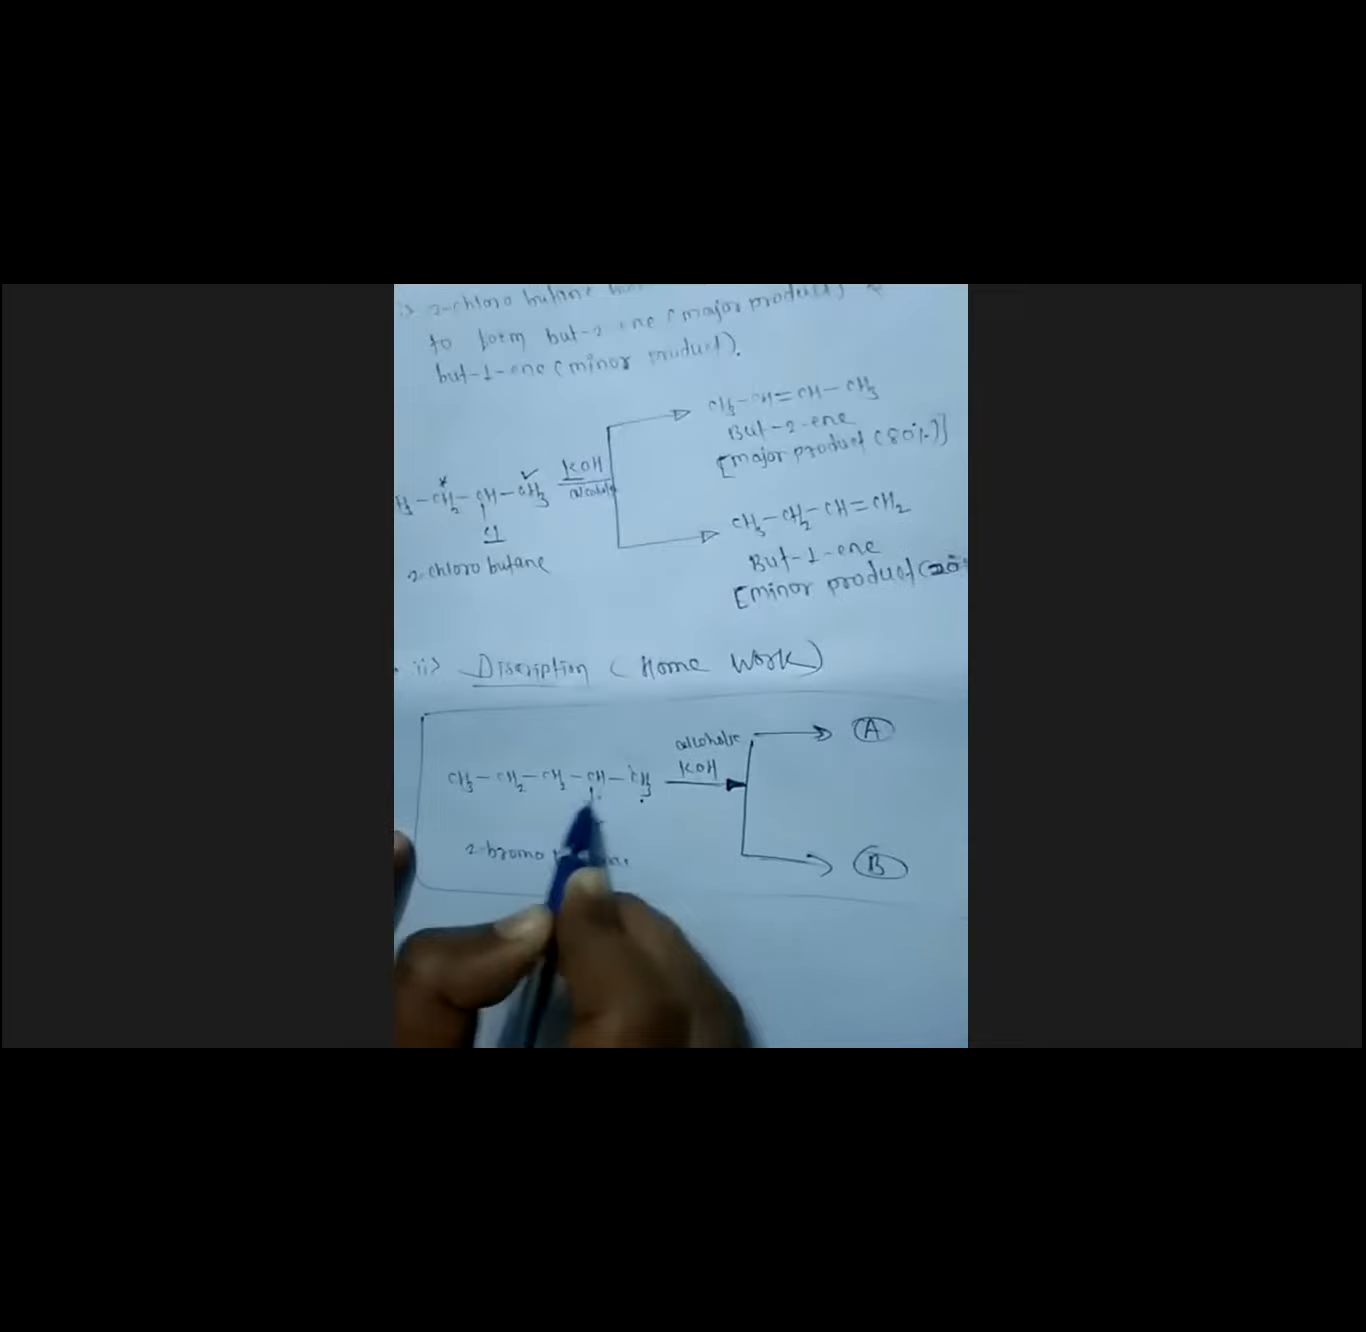 2-chloro butane
to form but-2-ene (major product) &
but-1-ene (minor product).
CH3-CH=CH-CH3
But-2-ene
[major product (80%)]
KOH
alcoholic
-CH2-CH-CH3
Cl
2-chloro butane
CH3-CH2-CH=CH2
But-1-ene
[minor product (20
ii> Discription (Home work)
alcoholic
KOH
A
CH3-CH2-CH2-CH-CH3
2-bromo
B